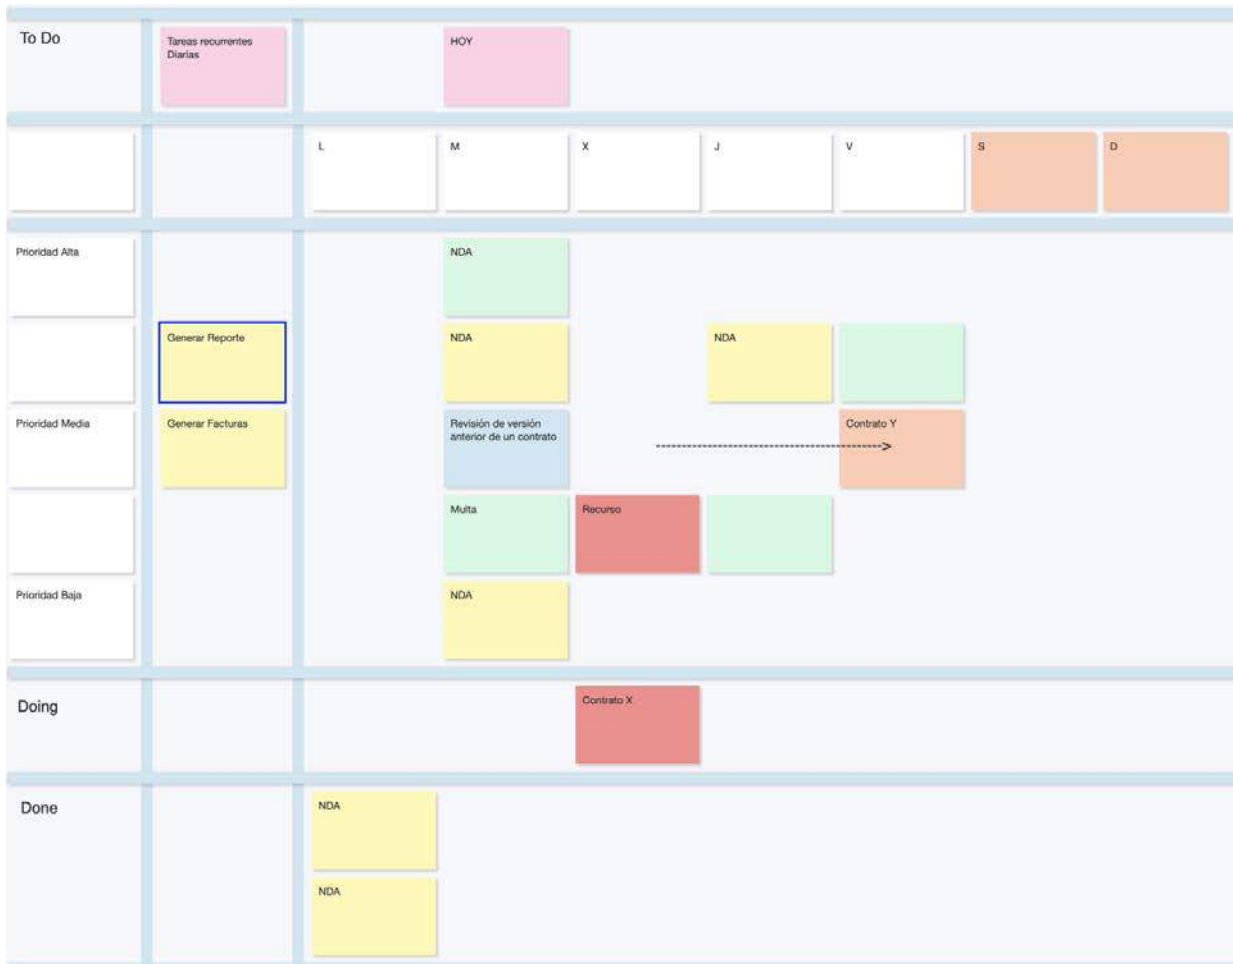 To Do
Tareas recurrentes
Diarias
HOY
L
M
X
J
V
S
D
Prioridad Alta
NDA
Generar Reporte
NDA
NDA
Prioridad Media
Generar Facturas
Revisión de versión
anterior de un contrato
Contrato Y
Multa
Recurso
Prioridad Baja
NDA
Doing
Contrato X
Done
NDA
NDA